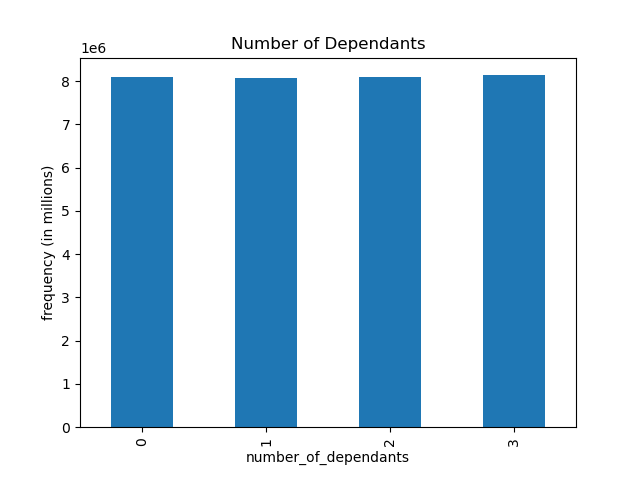 Number of Dependants
1e6
frequency (in millions)
8
7
6
5
4
3
2
1
0
0 1 2 3
number_of_dependants